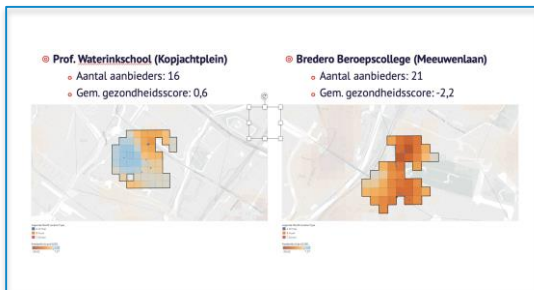 Prof. Waterinkschool (Kopjachtplein)
Aantal aanbieders: 16
Gem. gezondheidsscore: 0,6
Bredero Beroepscollege (Meeuwenlaan)
Aantal aanbieders: 21
Gem. gezondheidsscore: -2,2